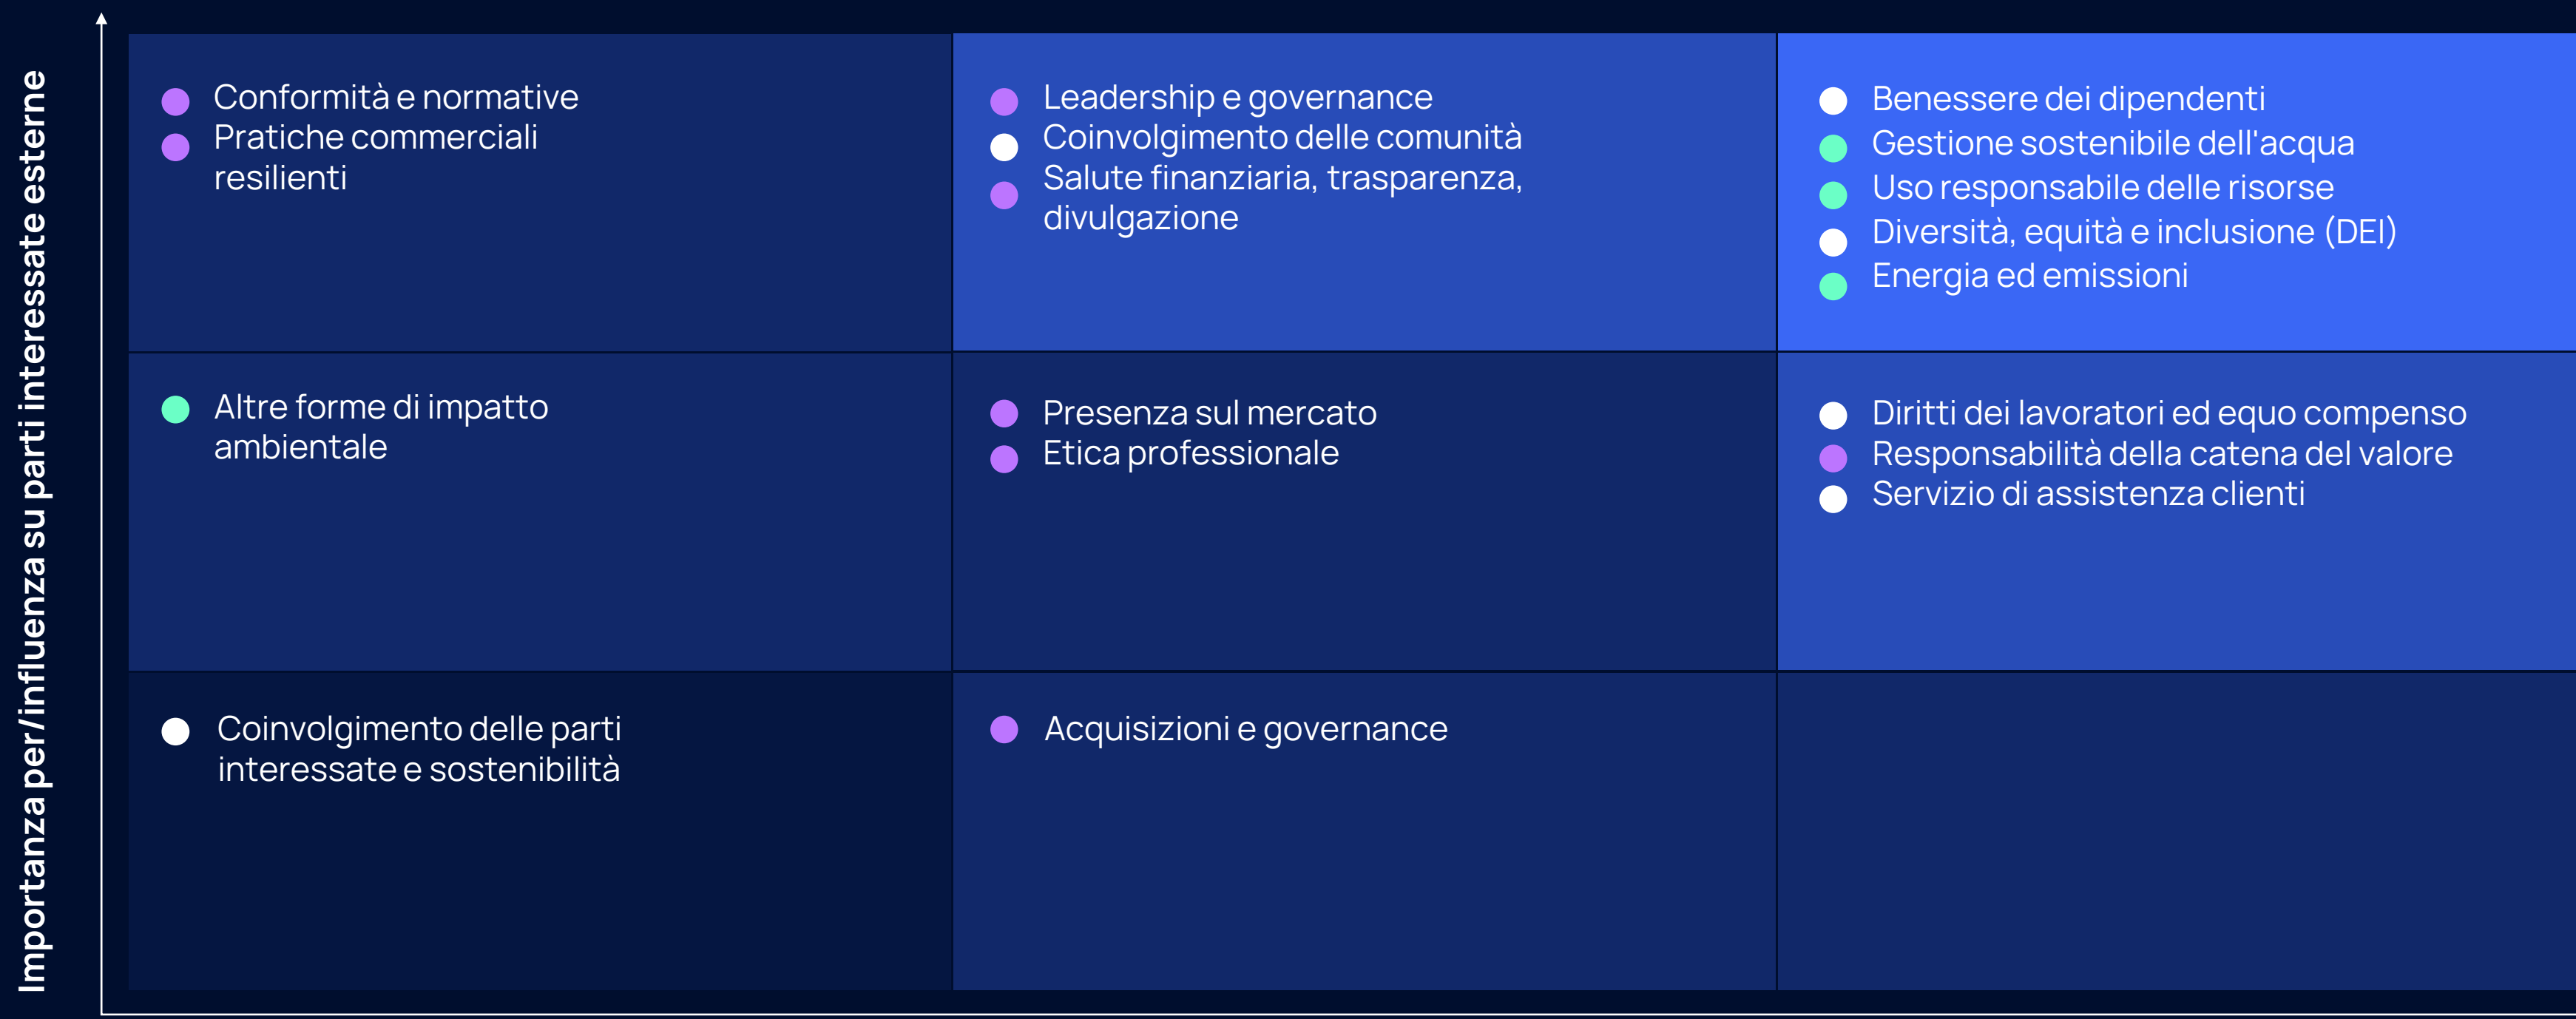 Importanza per/influenza su parti interessate esterne
Conformità e normative
Pratiche commerciali
resilienti
Leadership e governance
Coinvolgimento delle comunità
Salute finanziaria, trasparenza,
divulgazione
Benessere dei dipendenti
Gestione sostenibile dell'acqua
Uso responsabile delle risorse
Diversità, equità e inclusione (DEI)
Energia ed emissioni
Altre forme di impatto
ambientale
Presenza sul mercato
Etica professionale
Diritti dei lavoratori ed equo compenso
Responsabilità della catena del valore
Servizio di assistenza clienti
Coinvolgimento delle parti
interessate e sostenibilità
Acquisizioni e governance